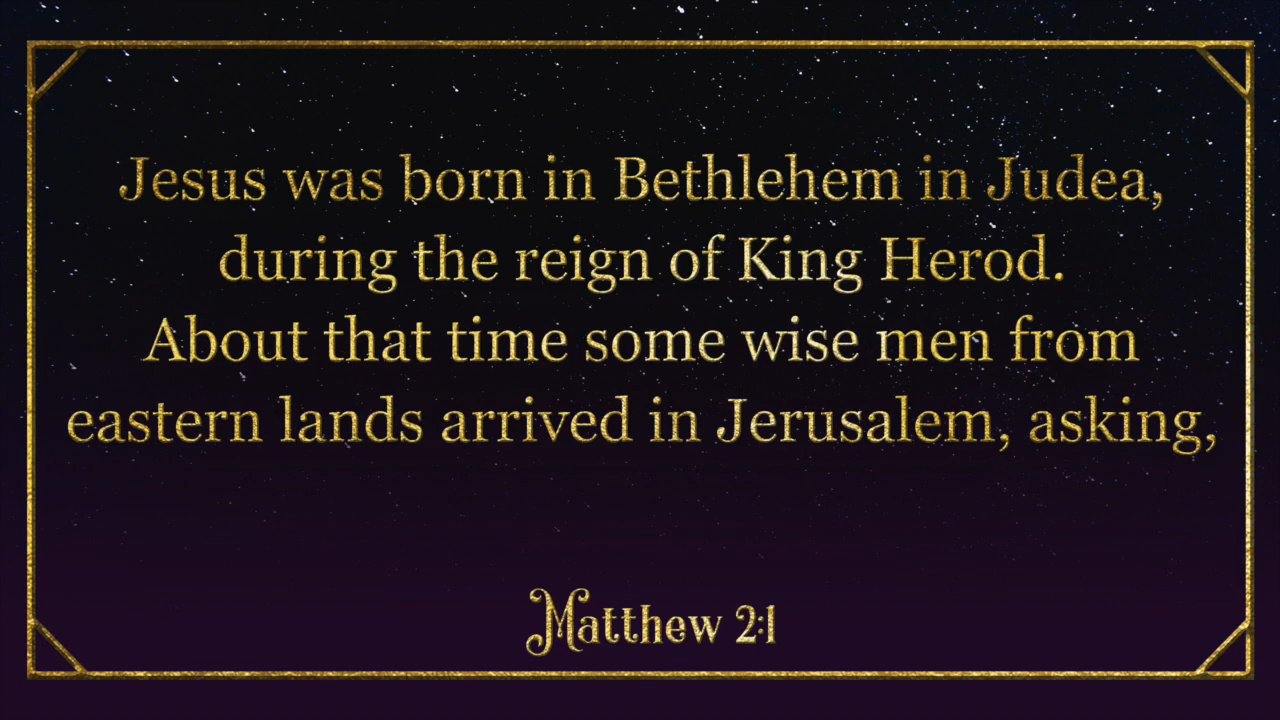 Jesus was born in Bethlehem in Judea,
during the reign of King Herod.
About that time some wise men from
eastern lands arrived in Jerusalem, asking,
Matthew 2:1